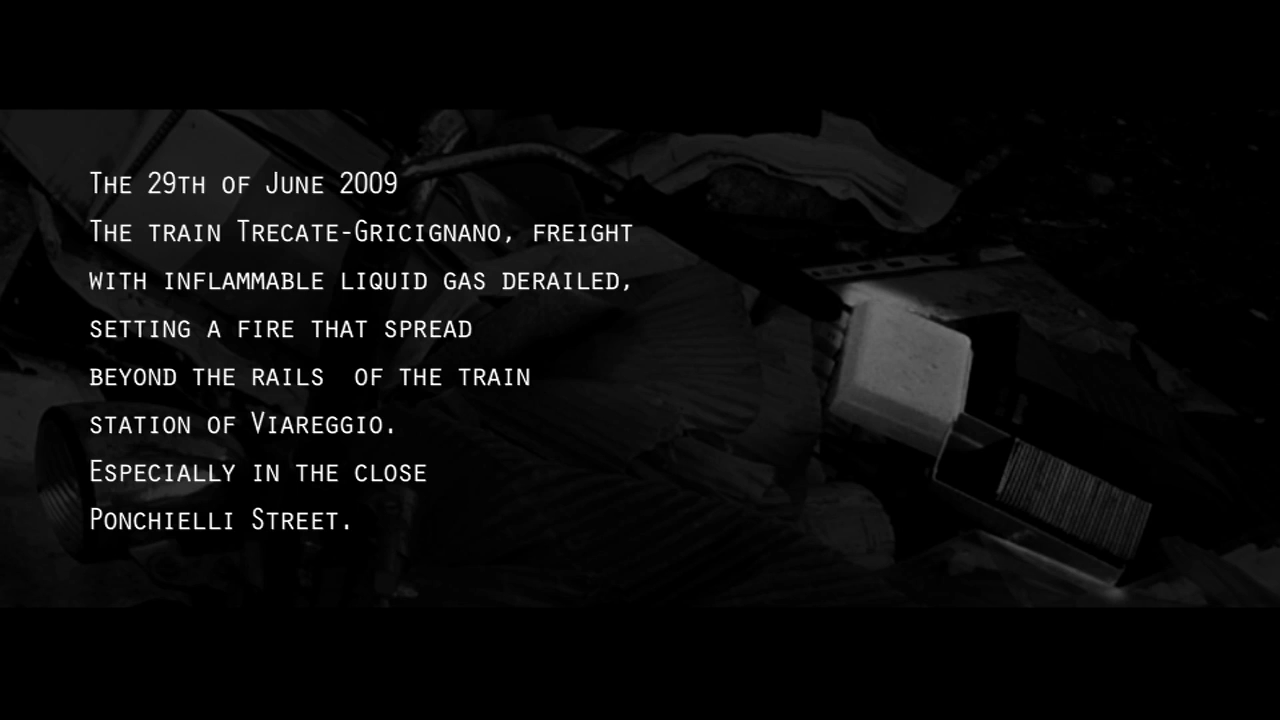 The 29th of June 2009
The train Trecate-Gricignano, freight
with inflammable liquid gas derailed,
setting a fire that spread
beyond the rails  of the train
station of Viareggio.
Especially in the close
Ponchielli Street.